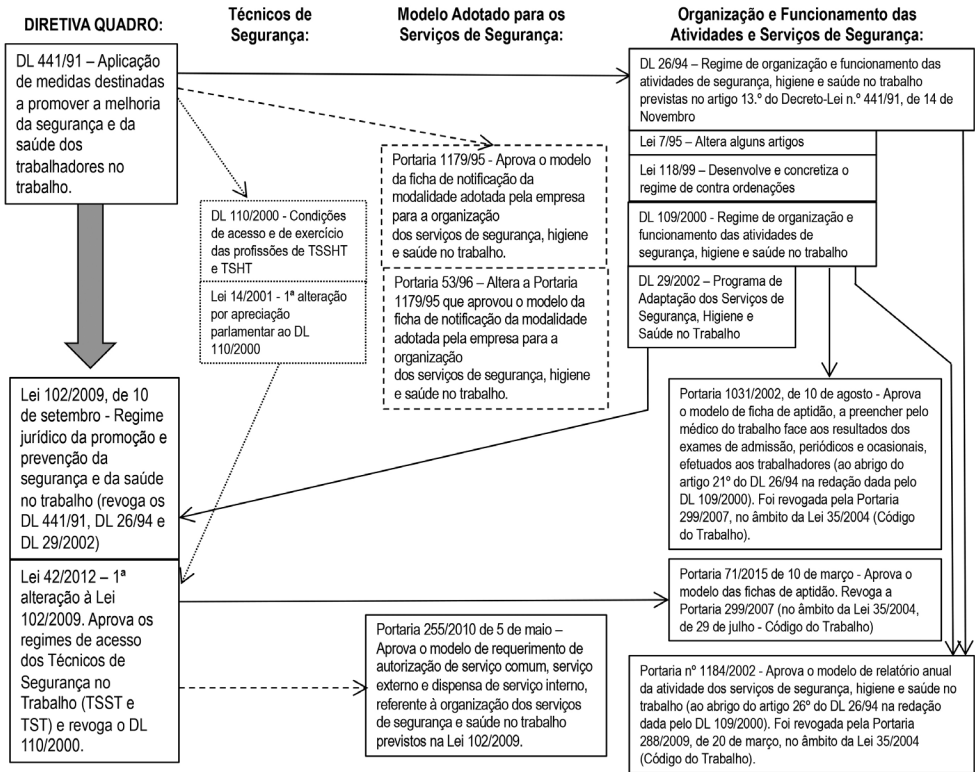 DIRETIVA QUADRO:
Técnicos de
Segurança:
Modelo Adotado para os
Serviços de Segurança:
Organização e Funcionamento das
Atividades e Serviços de Segurança:
DL 441/91 – Aplicação
de medidas destinadas
a promover a melhoria
da segurança e da
saúde dos
trabalhadores no
trabalho.
Lei 102/2009, de 10
de setembro - Regime
jurídico da promoção e
prevenção da
segurança e da saúde
no trabalho (revoga os
DL 441/91, DL 26/94 e
DL 29/2002)
Lei 42/2012 – 1ª
alteração à Lei
102/2009. Aprova os
regimes de acesso
dos Técnicos de
Segurança no
Trabalho (TSST e
TST) e revoga o DL
110/2000.
DL 110/2000 - Condições
de acesso e de exercício
das profissões de TSSHT
e TSHT
Lei 14/2001 - 1ª alteração
por apreciação
parlamentar ao DL
110/2000
Portaria 1179/95 - Aprova o modelo
da ficha de notificação da
modalidade adotada pela empresa
para a organização
dos serviços de segurança, higiene
e saúde no trabalho.
Portaria 53/96 – Altera a Portaria
1179/95 que aprovou o modelo da
ficha de notificação da modalidade
adotada pela empresa para a
organização
dos serviços de segurança, higiene
e saúde no trabalho.
Portaria 255/2010 de 5 de maio –
Aprova o modelo de requerimento de
autorização de serviço comum, serviço
externo e dispensa de serviço interno,
referente à organização dos serviços
de segurança e saúde no trabalho
previstos na Lei 102/2009.
DL 26/94 – Regime de organização e funcionamento das
atividades de segurança, higiene e saúde no trabalho
previstas no artigo 13.º do Decreto-Lei n.º 441/91, de 14 de
Novembro
Lei 7/95 – Altera alguns artigos
Lei 118/99 – Desenvolve e concretiza o
regime de contra ordenações
DL 109/2000 - Regime de organização e
funcionamento das atividades de
segurança, higiene e saúde no trabalho
DL 29/2002 – Programa de
Adaptação dos Serviços de
Segurança, Higiene e
Saúde no Trabalho
Portaria 1031/2002, de 10 de agosto - Aprova
o modelo de ficha de aptidão, a preencher pelo
médico do trabalho face aos resultados dos
exames de admissão, periódicos e ocasionais,
efetuados aos trabalhadores (ao abrigo do
artigo 21º do DL 26/94 na redação dada pelo
DL 109/2000). Foi revogada pela Portaria
299/2007, no âmbito da Lei 35/2004 (Código
do Trabalho).
Portaria 71/2015 de 10 de março - Aprova o
modelo das fichas de aptidão. Revoga a
Portaria 299/2007 (no âmbito da Lei 35/2004,
de 29 de julho - Código do Trabalho)
Portaria nº 1184/2002 - Aprova o modelo de relatório anual
da atividade dos serviços de segurança, higiene e saúde no
trabalho (ao abrigo do artigo 26º do DL 26/94 na redação
dada pelo DL 109/2000). Foi revogada pela Portaria
288/2009, de 20 de março, no âmbito da Lei 35/2004
(Código do Trabalho).